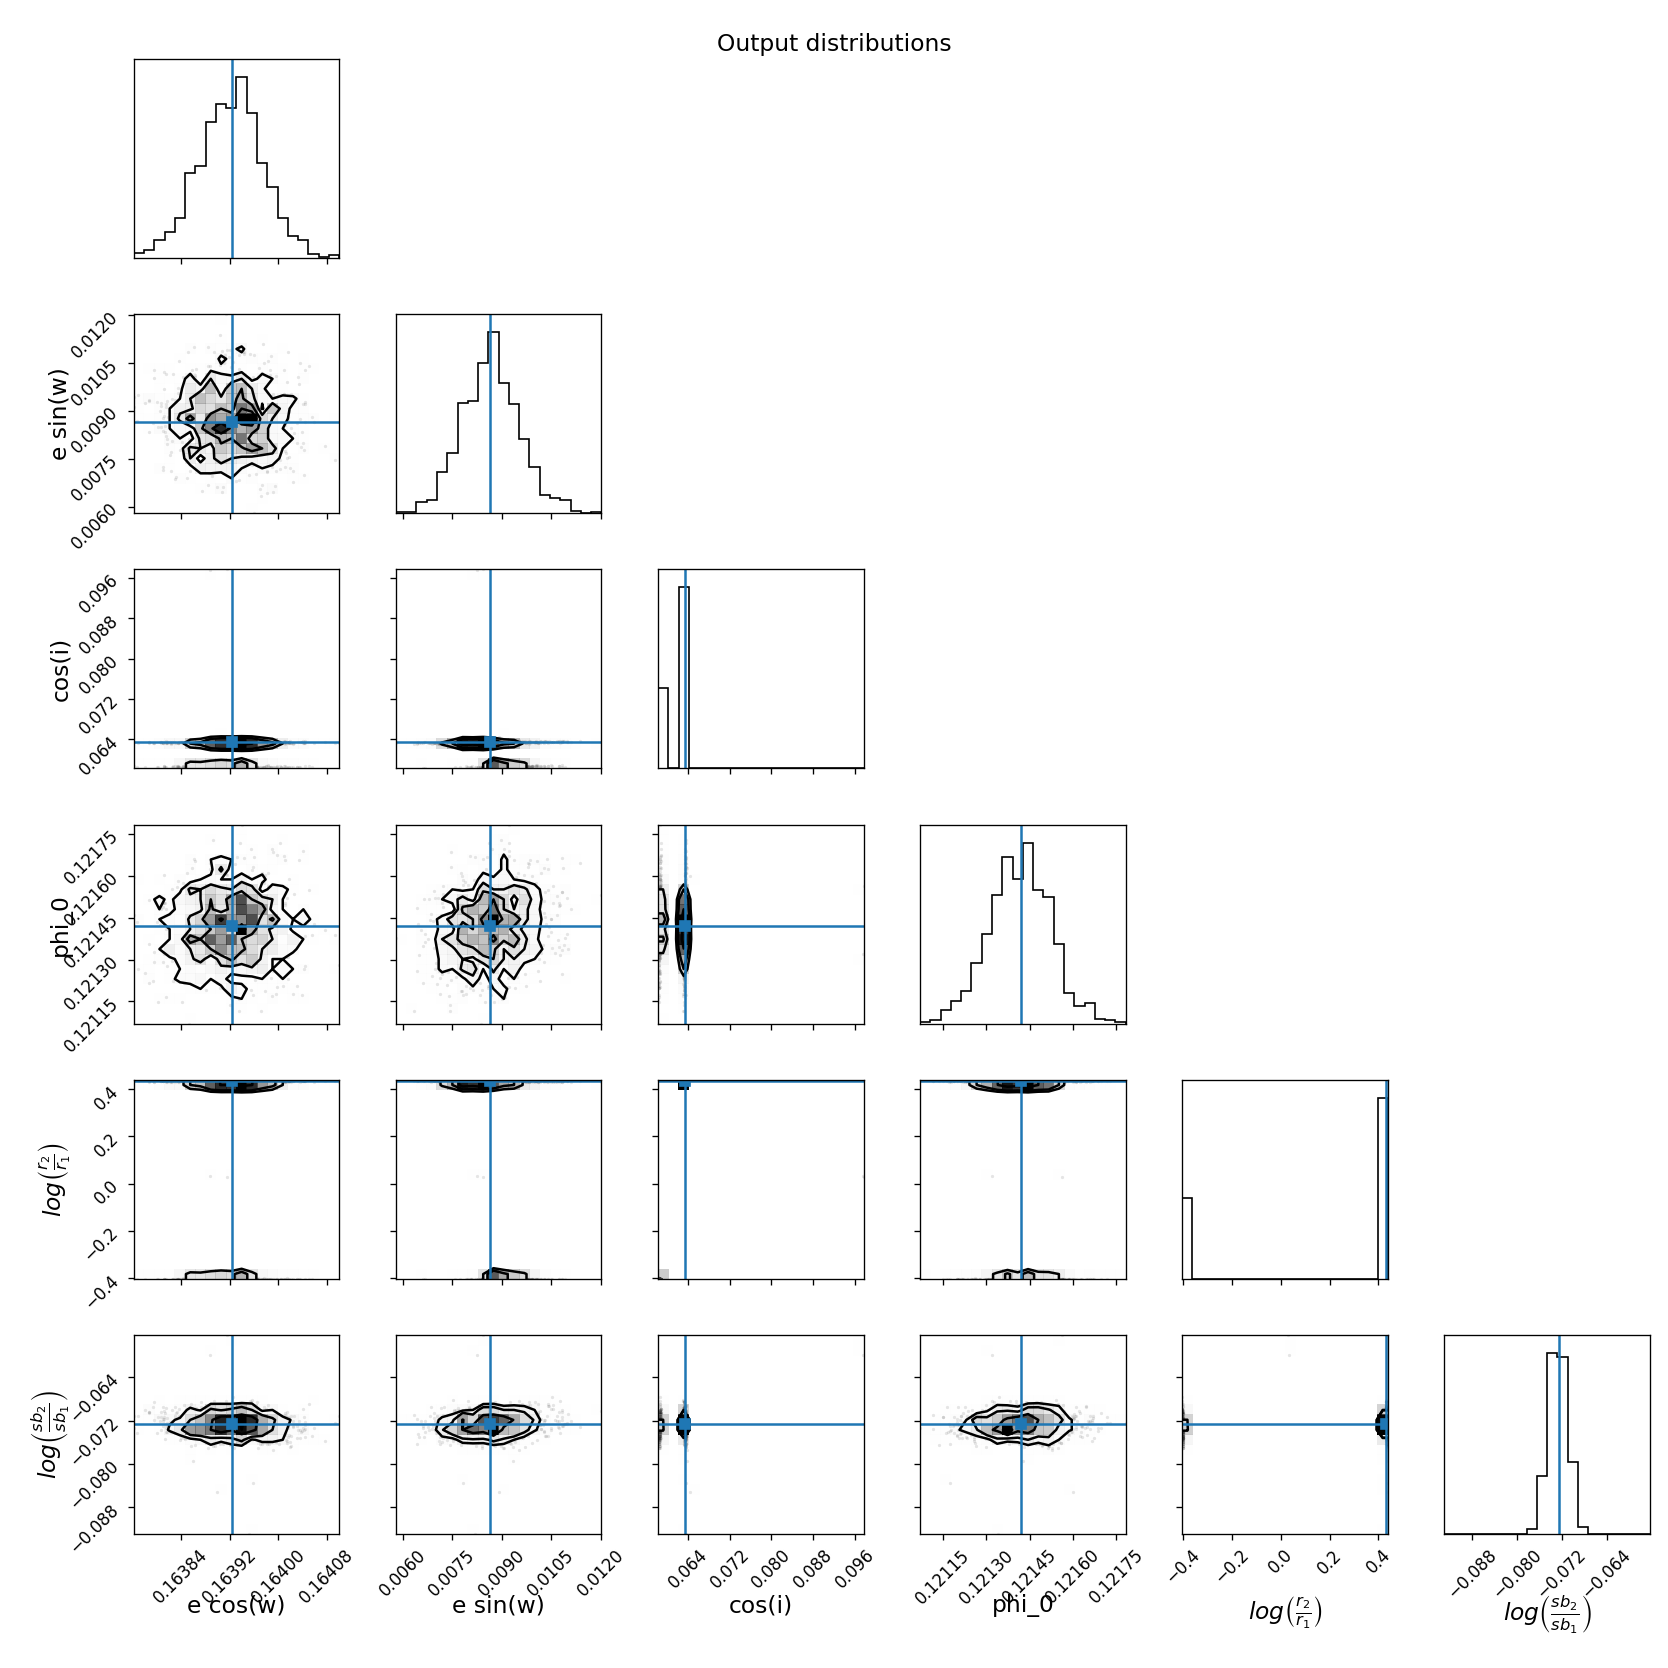 Output distributions
0.0120
0.0105
0.0090
0.0075
0.0060
e sin(w)
0.096
0.088
0.080
0.072
0.064
cos(i)
0.12175
0.12160
0.12145
0.12130
0.12115
phi_0
0.4
0.2
0.0
−0.2
−0.4
log(r2/r1)
−0.064
−0.072
−0.080
−0.088
log(sb2/sb1)
0.16384 0.16392 0.16400 0.16408
0.0060 0.0075 0.0090 0.0105 0.0120
0.064 0.072 0.080 0.088 0.096
0.12115 0.12130 0.12145 0.12160 0.12175
−0.4 −0.2 0.0 0.2 0.4
−0.088 −0.080 −0.072 −0.064
e cos(w) e sin(w) cos(i) phi_0 log(r2/r1) log(sb2/sb1)